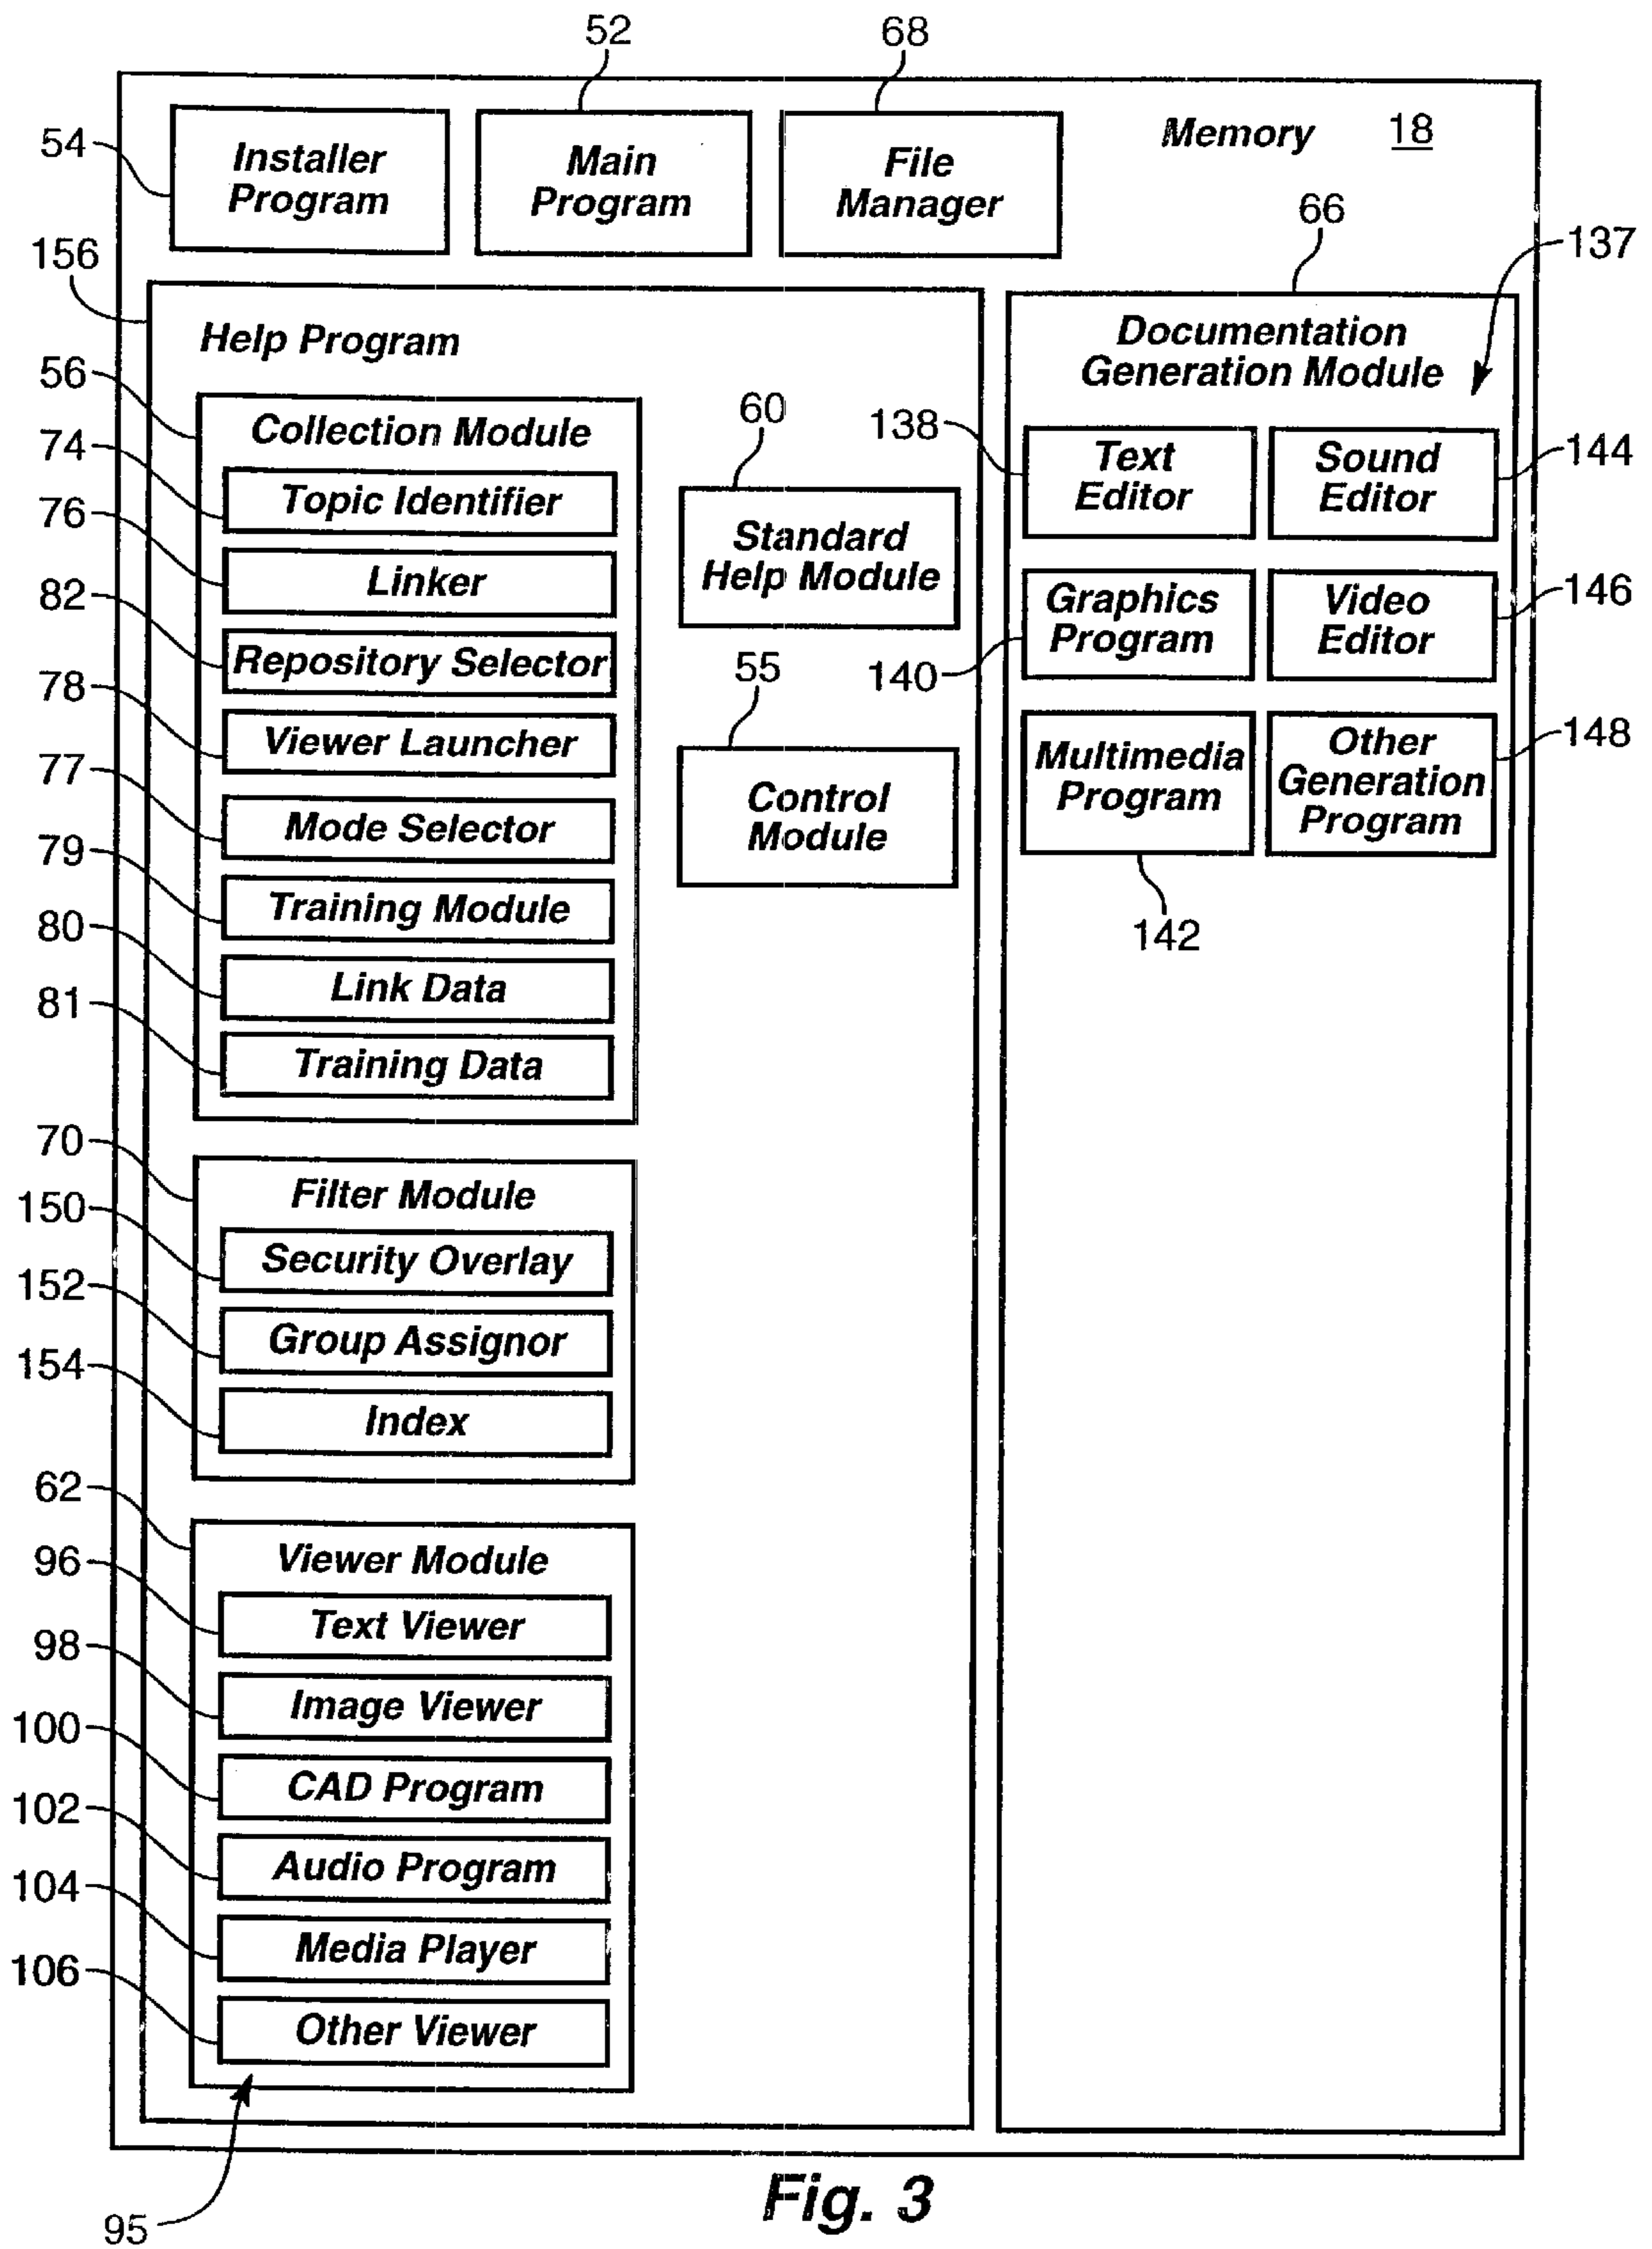 52
68
54
Installer
Program
Main
Program
File
Manager
Memory 18
156
66
137
Help Program
Documentation
Generation Module
56
Collection Module
74
Topic Identifier
76
Linker
82
Repository Selector
78
Viewer Launcher
77
Mode Selector
79
Training Module
80
Link Data
81
Training Data
60
Standard
Help Module
55
Control
Module
138
Text
Editor
Sound
Editor
144
Graphics
Program
140
Video
Editor
146
Multimedia
Program
142
Other
Generation
Program
148
70
Filter Module
150
Security Overlay
152
Group Assignor
154
Index
62
Viewer Module
96
Text Viewer
98
Image Viewer
100
CAD Program
102
Audio Program
104
Media Player
106
Other Viewer
95
Fig. 3